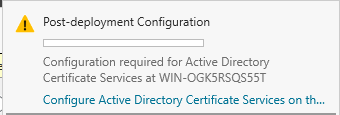 Post-deployment Configuration
Configuration required for Active Directory
Certificate Services at WIN-OGK5RSQS55T
Configure Active Directory Certificate Services on th...